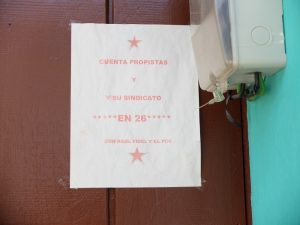 CUENTA PROPISTAS
Y
Y SU SINDICATO
*****EN 26*****
CON RAUL, FIDEL Y EL PCC